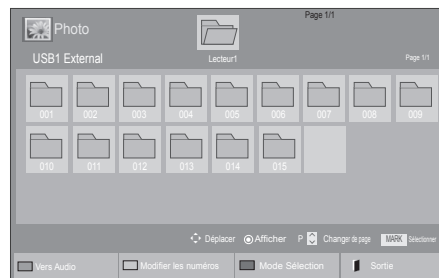 Page 1/1
Photo
USB1 External
Lecteur1
Page 1/1
001 002 003 004 005 006 007 008 009
010 011 012 013 014 015
Déplacer Afficher P Changer de page MARK Sélectionner
Vers Audio Modifier les numéros Mode Sélection Sortie